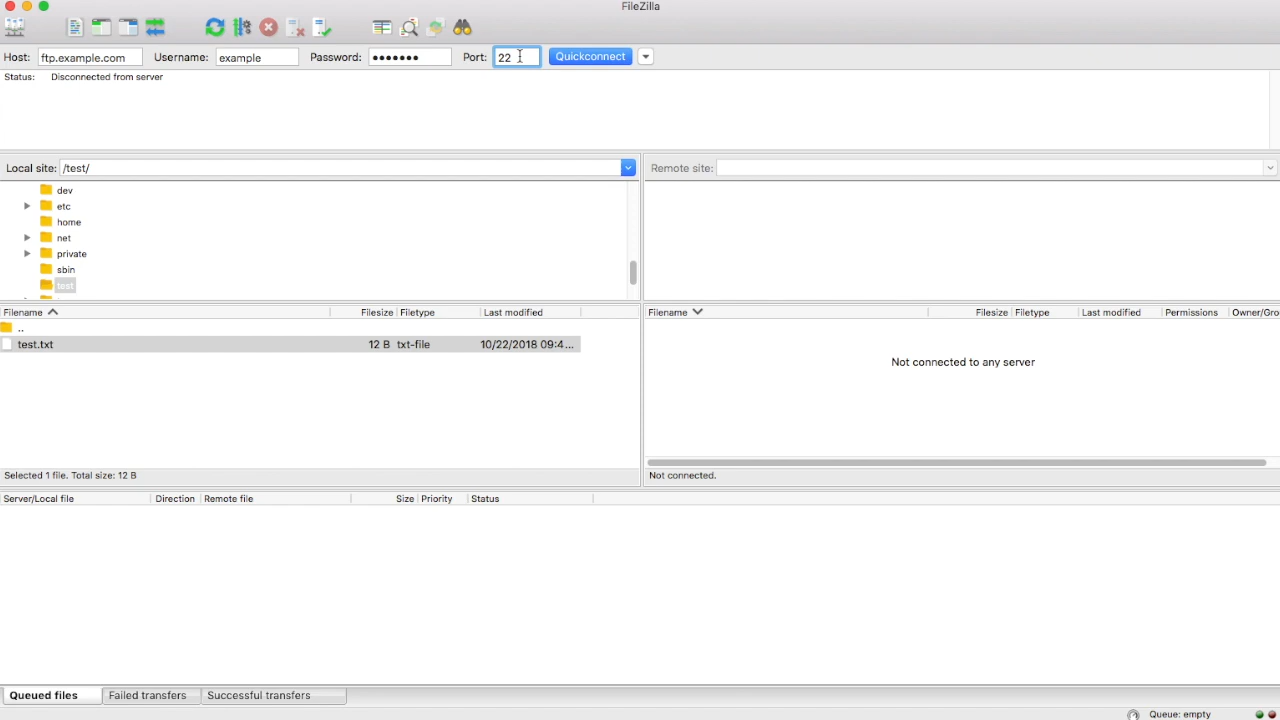 FileZilla
Host: ftp.example.com Username: example Password: ●●●●●●● Port: 22 Quickconnect
Status: Disconnected from server
Local site: /test/ Remote site:
dev
etc
home
net
private
sbin
test
Filename Filesize Filetype Last modified Filename Filesize Filetype Last modified Permissions Owner/Gro
..
test.txt 12 B txt-file 10/22/2018 09:4...
Not connected to any server
Selected 1 file. Total size: 12 B Not connected.
Server/Local file Direction Remote file Size Priority Status
Queued files Failed transfers Successful transfers
Queue: empty